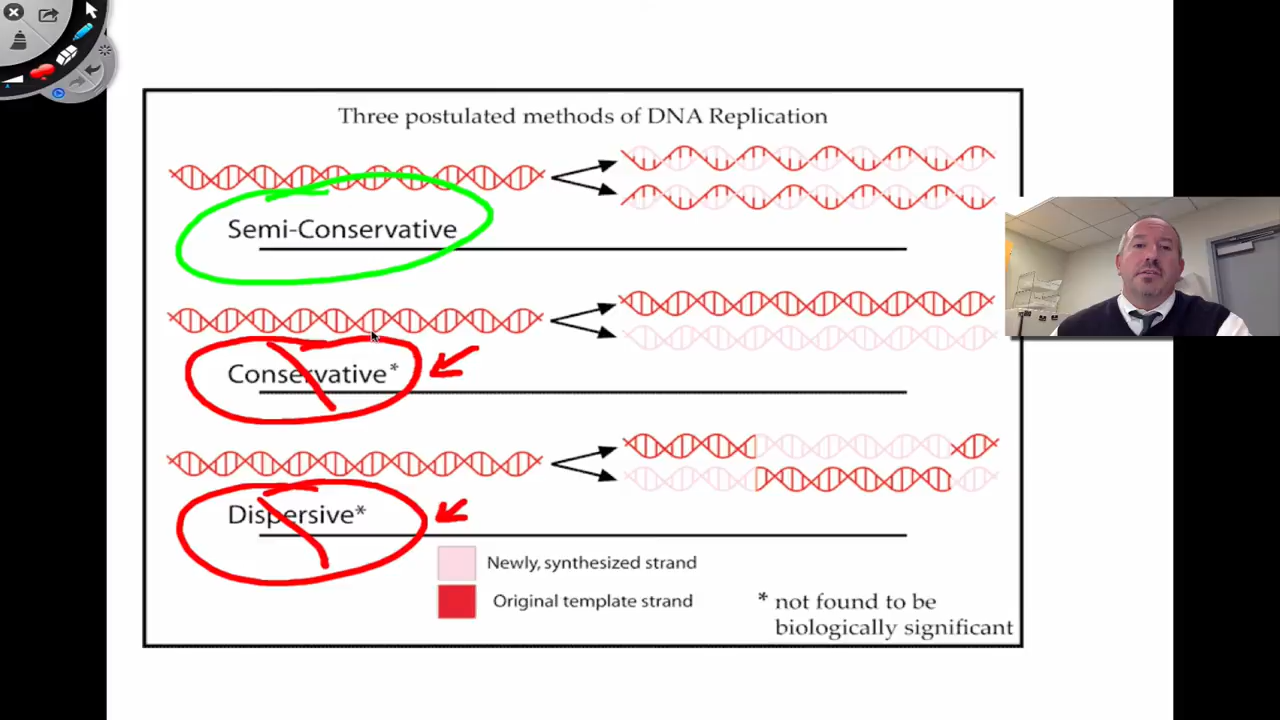 Three postulated methods of DNA Replication
Semi-Conservative
Conservative*
Dispersive*
Newly, synthesized strand
Original template strand
* not found to be
biologically significant